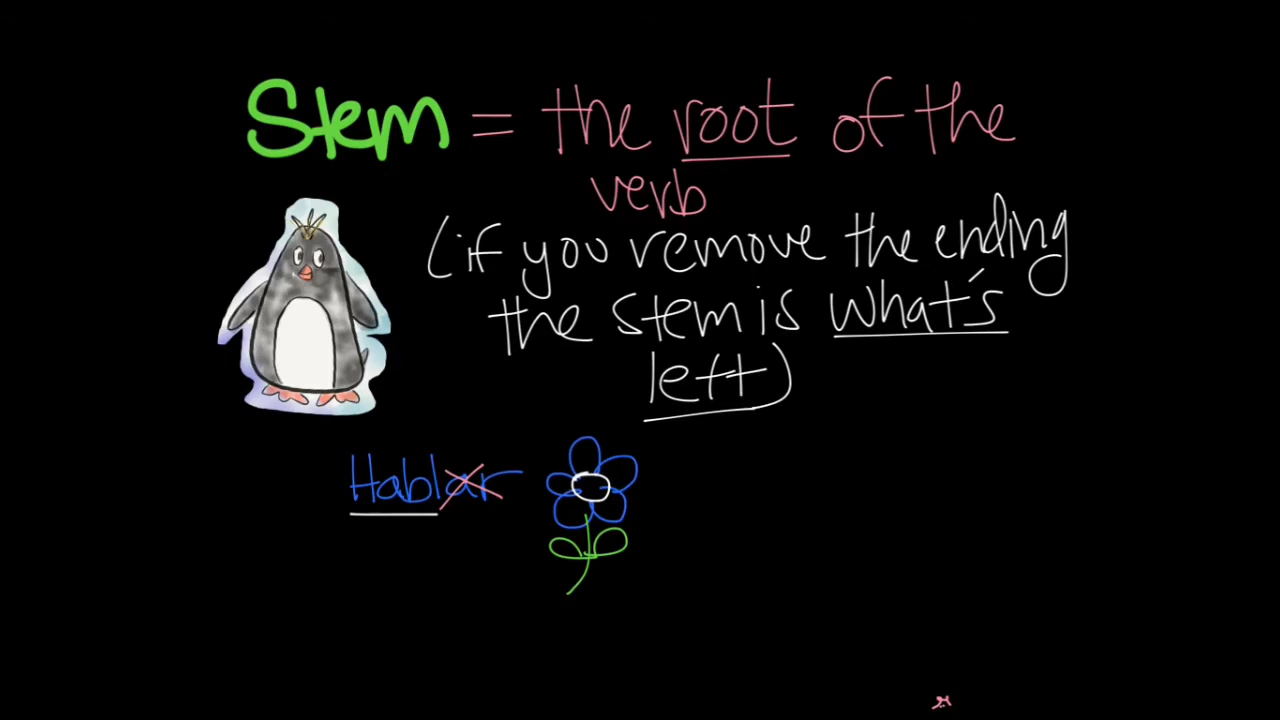 Stem = the root of the
verb
(if you remove the ending
the stem is what's
left)
Hablar